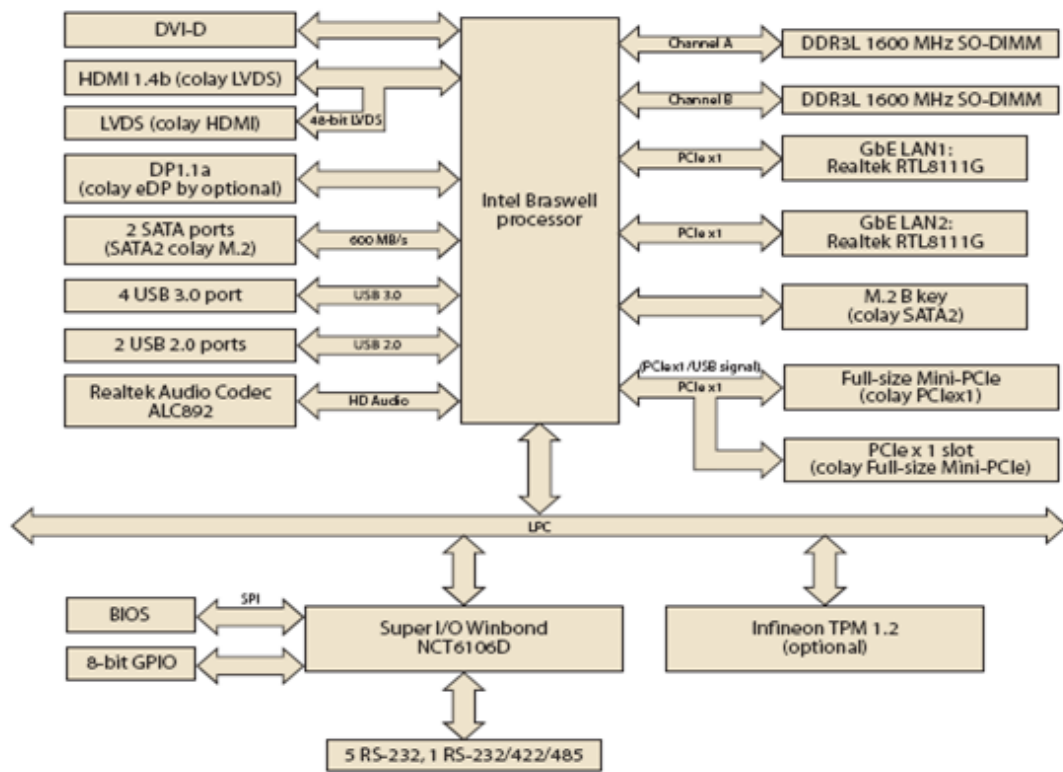 DVI-D
HDMI 1.4b (colay LVDS)
48-bit LVDS
LVDS (colay HDMI)
DP1.1a
(colay eDP by optional)
2 SATA ports
(SATA2 colay M.2)
600 MB/s
4 USB 3.0 port
USB 3.0
2 USB 2.0 ports
USB 2.0
Realtek Audio Codec
ALC892
HD Audio
Intel Braswell
processor
Channel A
DDR3L 1600 MHz SO-DIMM
Channel B
DDR3L 1600 MHz SO-DIMM
PCIe x1
GbE LAN1:
Realtek RTL8111G
PCIe x1
GbE LAN2:
Realtek RTL8111G
M.2 B key
(colay SATA2)
(PCIex1/USB signal)
PCIe x1
Full-size Mini-PCIe
(colay PCIex1)
PCIe x 1 slot
(colay Full-size Mini-PCIe)
LPC
BIOS
SPI
8-bit GPIO
Super I/O Winbond
NCT6106D
Infineon TPM 1.2
(optional)
5 RS-232, 1 RS-232/422/485